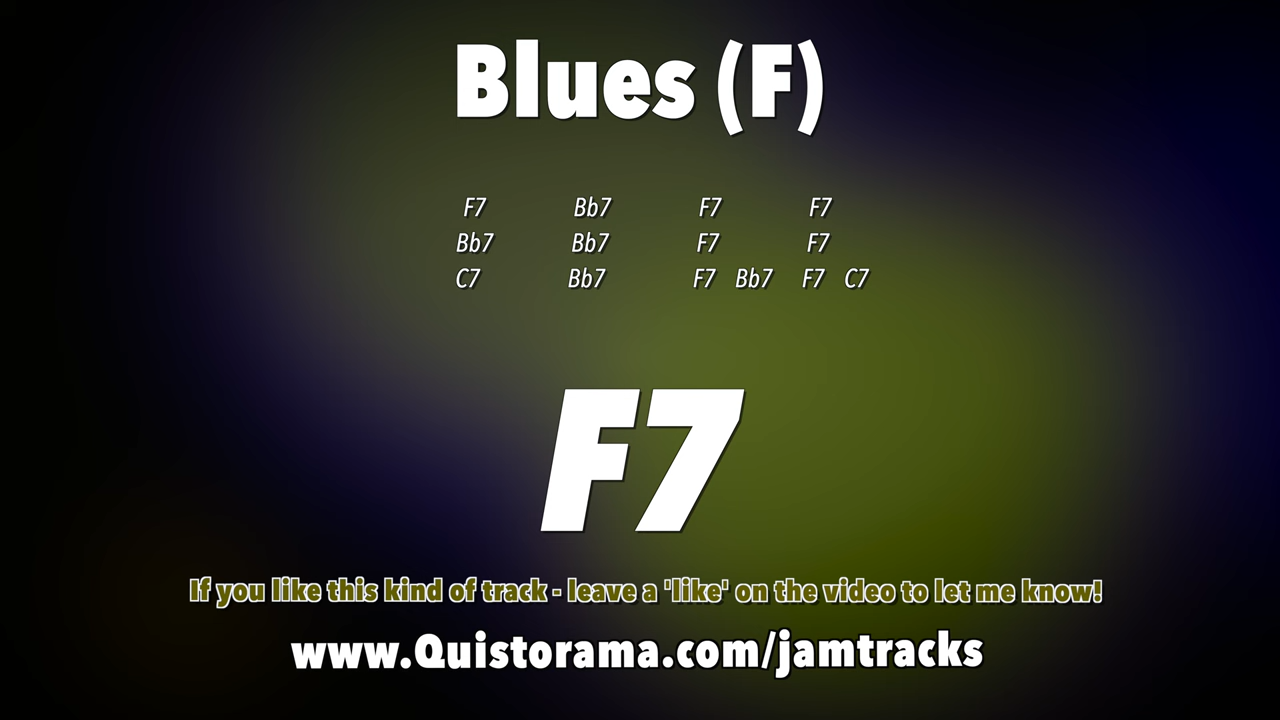 Blues (F)
F7 Bb7 F7 F7
Bb7 Bb7 F7 F7
C7 Bb7 F7 Bb7 F7 C7
F7
If you like this kind of track - leave a 'like' on the video to let me know!
www.Quistorama.com/jamtracks